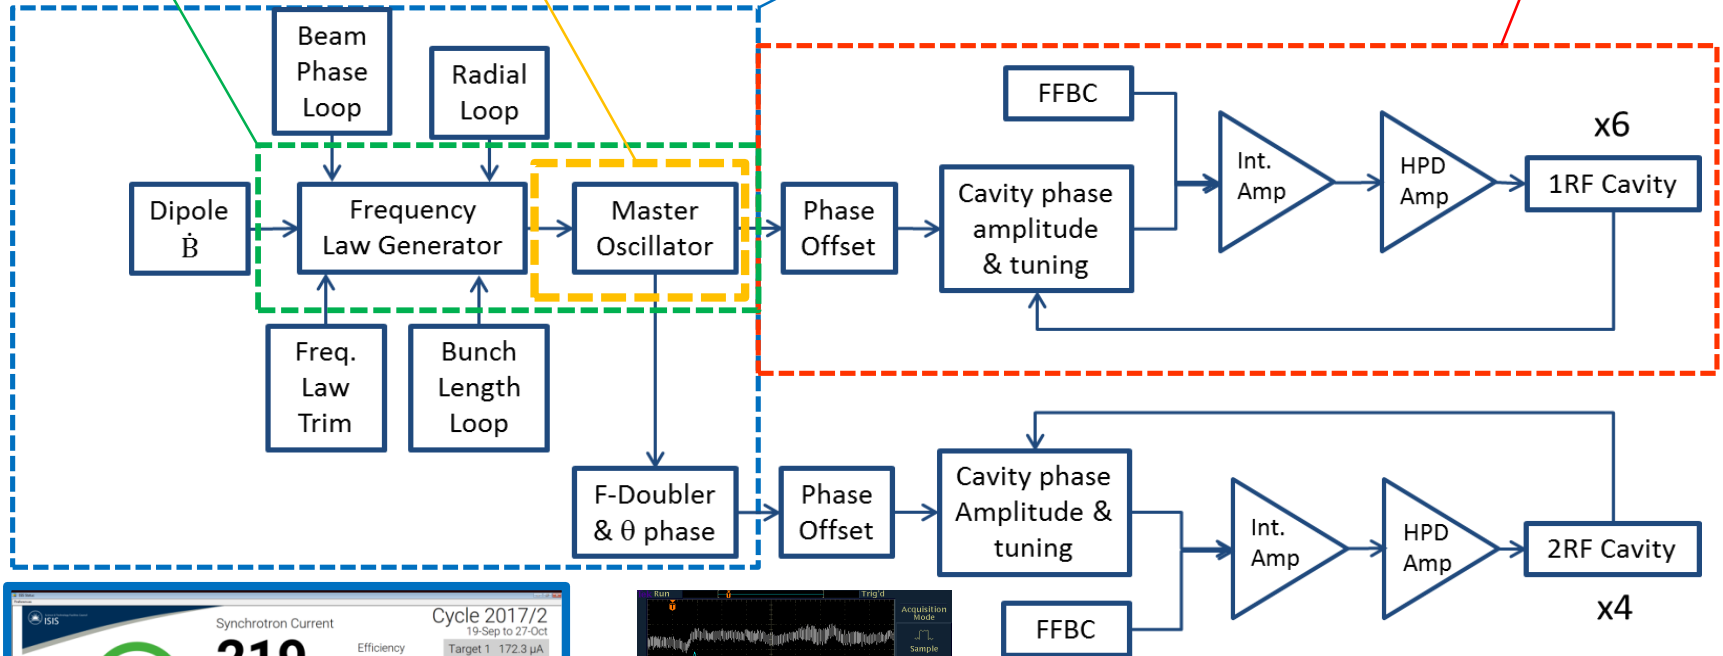 Beam
Phase
Loop
Radial
Loop
FFBC
x6
Int.
Amp
HPD
Amp
1RF Cavity
Dipole
Ḃ
Frequency
Law Generator
Master
Oscillator
Phase
Offset
Cavity phase
amplitude
& tuning
Freq.
Law
Trim
Bunch
Length
Loop
F-Doubler
& θ phase
Phase
Offset
Cavity phase
Amplitude &
tuning
Int.
Amp
HPD
Amp
2RF Cavity
x4
FFBC
ISIS
Synchrotron Current
219
Efficiency
Cycle 2017/2
19-Sep to 27-Oct
Target 1 172.3 µA
Run
Trig'd
Acquisition
Mode
Sample